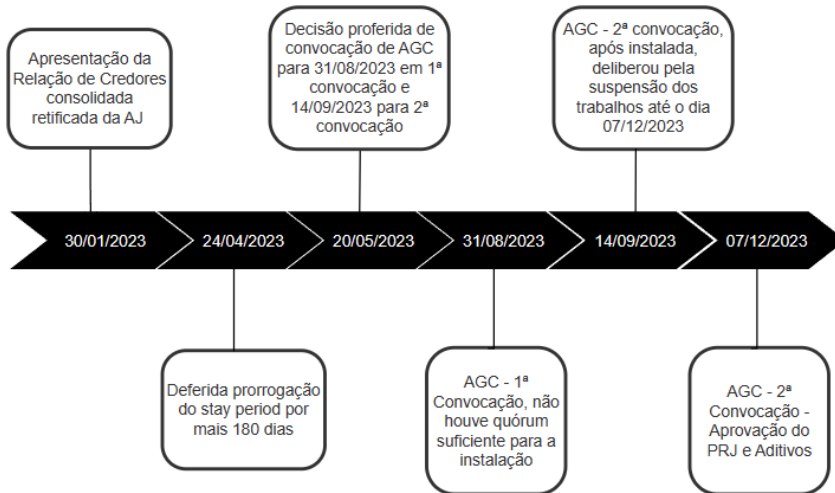 Apresentação da
Relação de Credores
consolidada
retificada da AJ
Decisão proferida de
convocação de AGC
para 31/08/2023 em 1ª
convocação e
14/09/2023 para 2ª
convocação
AGC - 2ª convocação,
após instalada,
deliberou pela
suspensão dos
trabalhos até o dia
07/12/2023
30/01/2023
24/04/2023
20/05/2023
31/08/2023
14/09/2023
07/12/2023
Deferida prorrogação
do stay period por
mais 180 dias
AGC - 1ª
Convocação, não
houve quórum
suficiente para a
instalação
AGC - 2ª
Convocação -
Aprovação do
PRJ e Aditivos